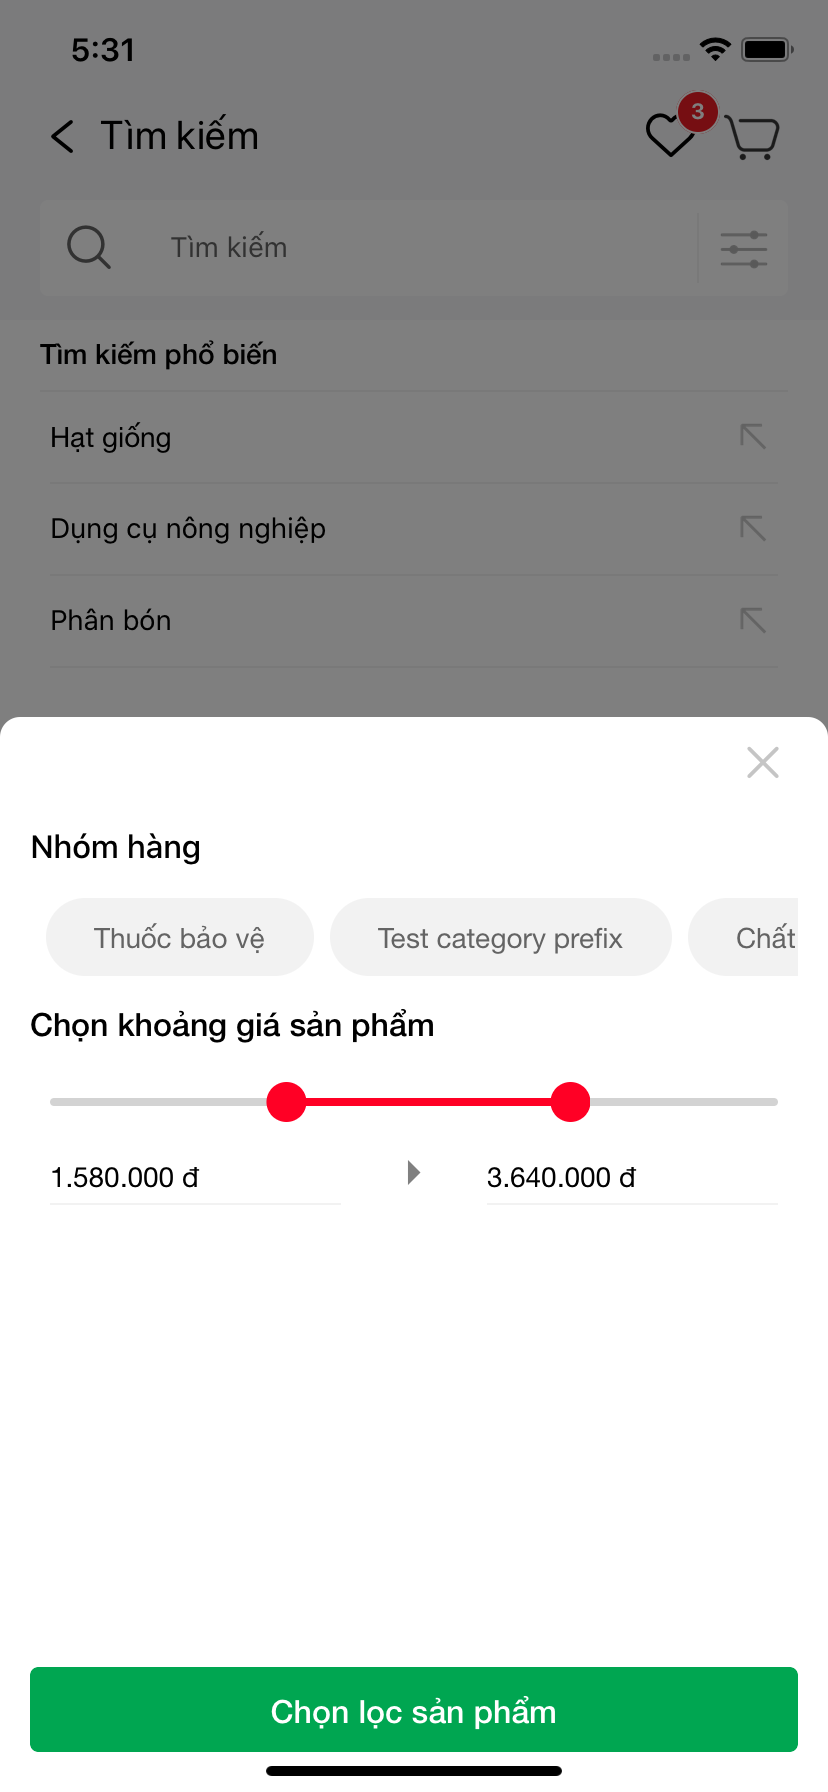 5:31
Tìm kiếm
3
Tìm kiếm
Tìm kiếm phổ biến
Hạt giống
Dụng cụ nông nghiệp
Phân bón
Nhóm hàng
Thuốc bảo vệ
Test category prefix
Chất
Chọn khoảng giá sản phẩm
1.580.000 đ
3.640.000 đ
Chọn lọc sản phẩm